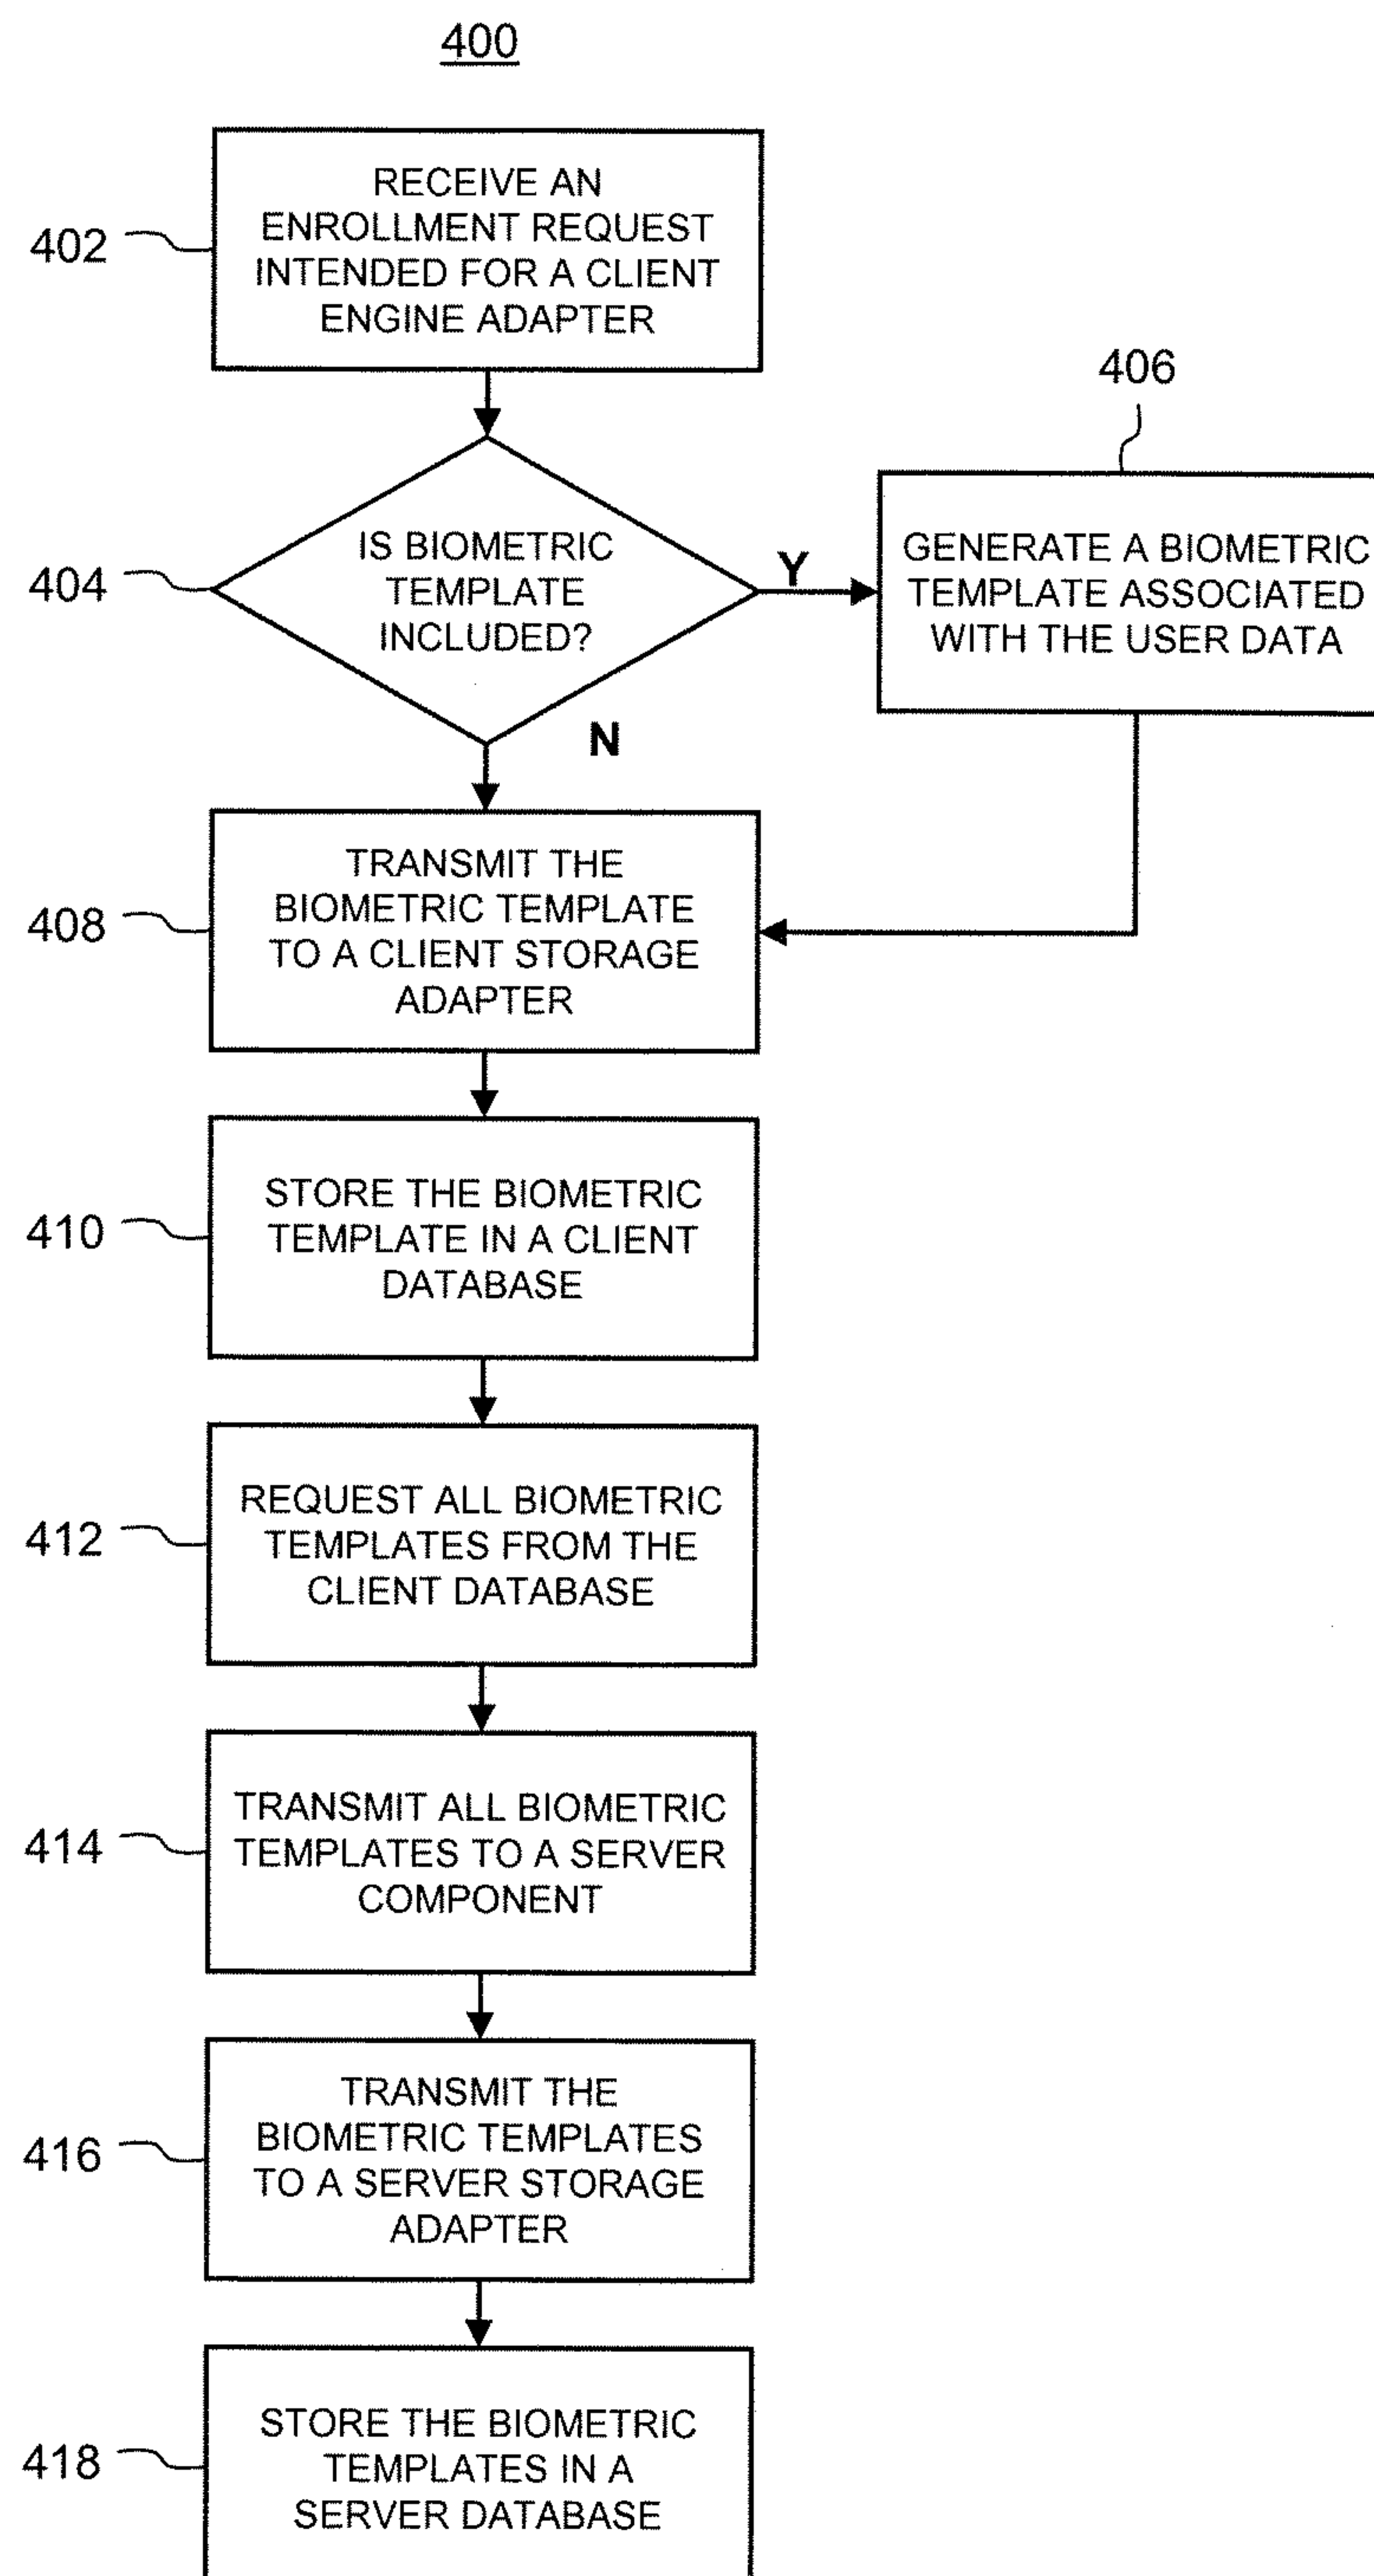 400
402
RECEIVE AN
ENROLLMENT REQUEST
INTENDED FOR A CLIENT
ENGINE ADAPTER
404
IS BIOMETRIC
TEMPLATE
INCLUDED?
Y
N
406
GENERATE A BIOMETRIC
TEMPLATE ASSOCIATED
WITH THE USER DATA
408
TRANSMIT THE
BIOMETRIC TEMPLATE
TO A CLIENT STORAGE
ADAPTER
410
STORE THE BIOMETRIC
TEMPLATE IN A CLIENT
DATABASE
412
REQUEST ALL BIOMETRIC
TEMPLATES FROM THE
CLIENT DATABASE
414
TRANSMIT ALL BIOMETRIC
TEMPLATES TO A SERVER
COMPONENT
416
TRANSMIT THE
BIOMETRIC TEMPLATES
TO A SERVER STORAGE
ADAPTER
418
STORE THE BIOMETRIC
TEMPLATES IN A
SERVER DATABASE